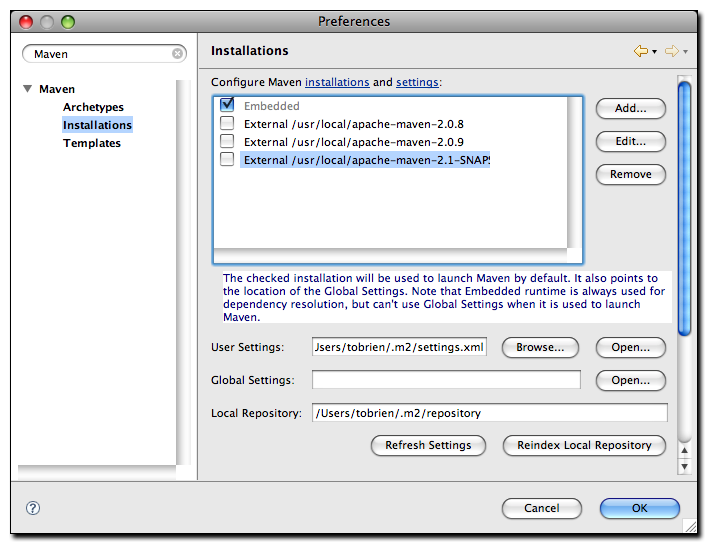 Preferences
Maven
Installations
Maven
Archetypes
Installations
Templates
Configure Maven installations and settings:
Embedded
External /usr/local/apache-maven-2.0.8
External /usr/local/apache-maven-2.0.9
External /usr/local/apache-maven-2.1-SNAPS
Add...
Edit...
Remove
The checked installation will be used to launch Maven by default. It also points to
the location of the Global Settings. Note that Embedded runtime is always used for
dependency resolution, but can't use Global Settings when it is used to launch
Maven.
User Settings: Jsers/tobrien/.m2/settings.xml Browse... Open...
Global Settings: Open...
Local Repository: /Users/tobrien/.m2/repository
Refresh Settings Reindex Local Repository
? Cancel OK